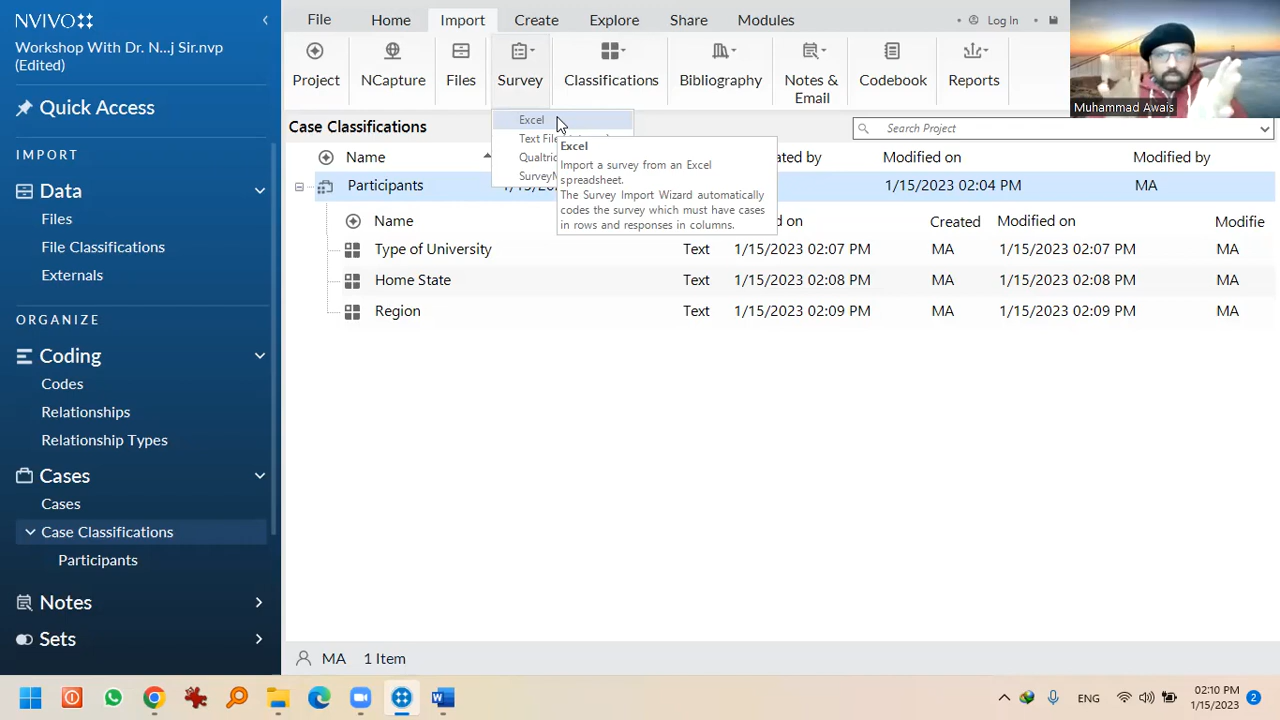 NVIVO
Workshop With Dr. N...j Sir.nvp
(Edited)
Quick Access
IMPORT
Data
Files
File Classifications
Externals
ORGANIZE
Coding
Codes
Relationships
Relationship Types
Cases
Cases
Case Classifications
Participants
Notes
Sets
File Home Import Create Explore Share Modules Log In
Project NCapture Files Survey Classifications Bibliography Notes & Email Codebook Reports
Muhammad Awais
Excel
Text File
Case Classifications
Search Project
Excel
Import a survey from an Excel
spreadsheet.
The Survey Import Wizard automatically
codes the survey which must have cases
in rows and responses in columns.
Name Modified on Modified by
Participants 1/15/2023 02:04 PM MA
Name Created Modified on
Type of University Text 1/15/2023 02:07 PM MA 1/15/2023 02:07 PM MA
Home State Text 1/15/2023 02:08 PM MA 1/15/2023 02:08 PM MA
Region Text 1/15/2023 02:09 PM MA 1/15/2023 02:09 PM MA
MA 1 Item
ENG
02:10 PM
1/15/2023
2